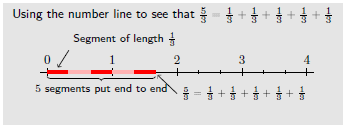 Using the number line to see that 5/3 = 1/3 + 1/3 + 1/3 + 1/3 + 1/3
Segment of length 1/3
0 1 2 3 4
5 segments put end to end
5/3 = 1/3 + 1/3 + 1/3 + 1/3 + 1/3